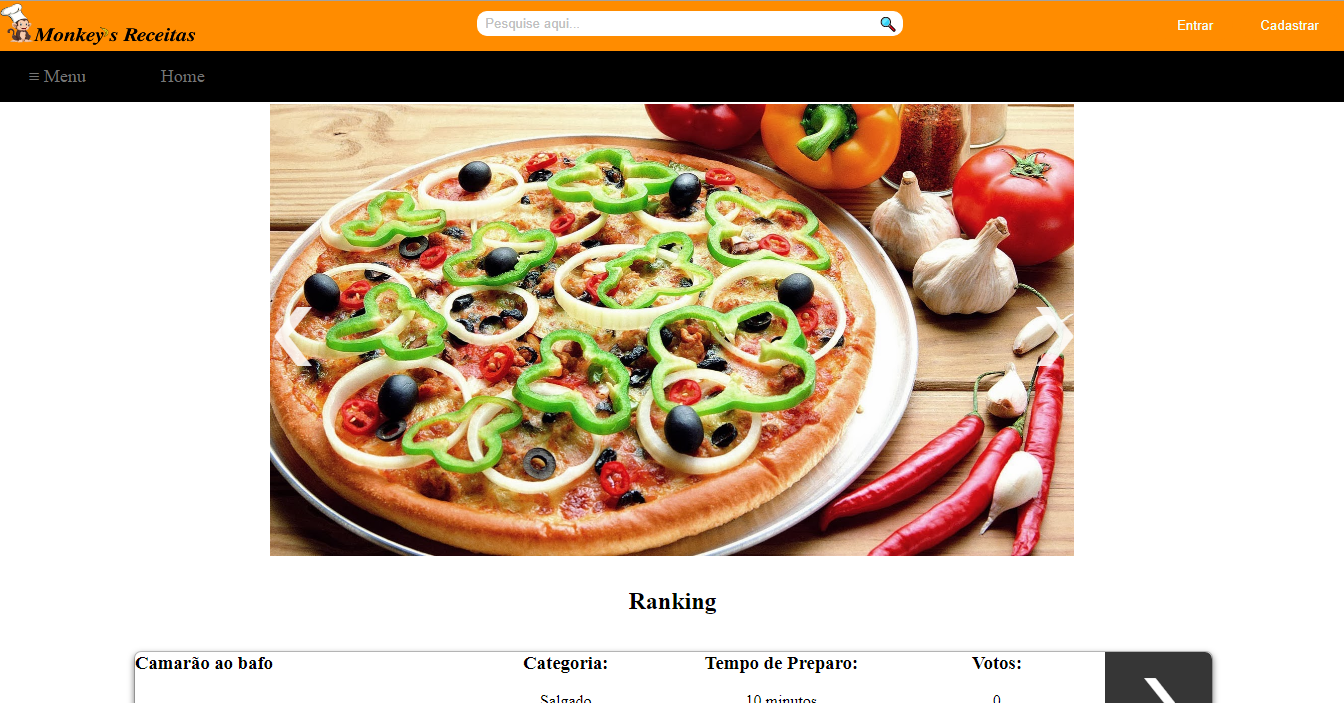 Monkey's Receitas
Pesquise aqui...
Entrar
Cadastrar
≡ Menu
Home
Ranking
Camarão ao bafo
Categoria:
Tempo de Preparo:
Votos:
Salgado
10 minutos
0